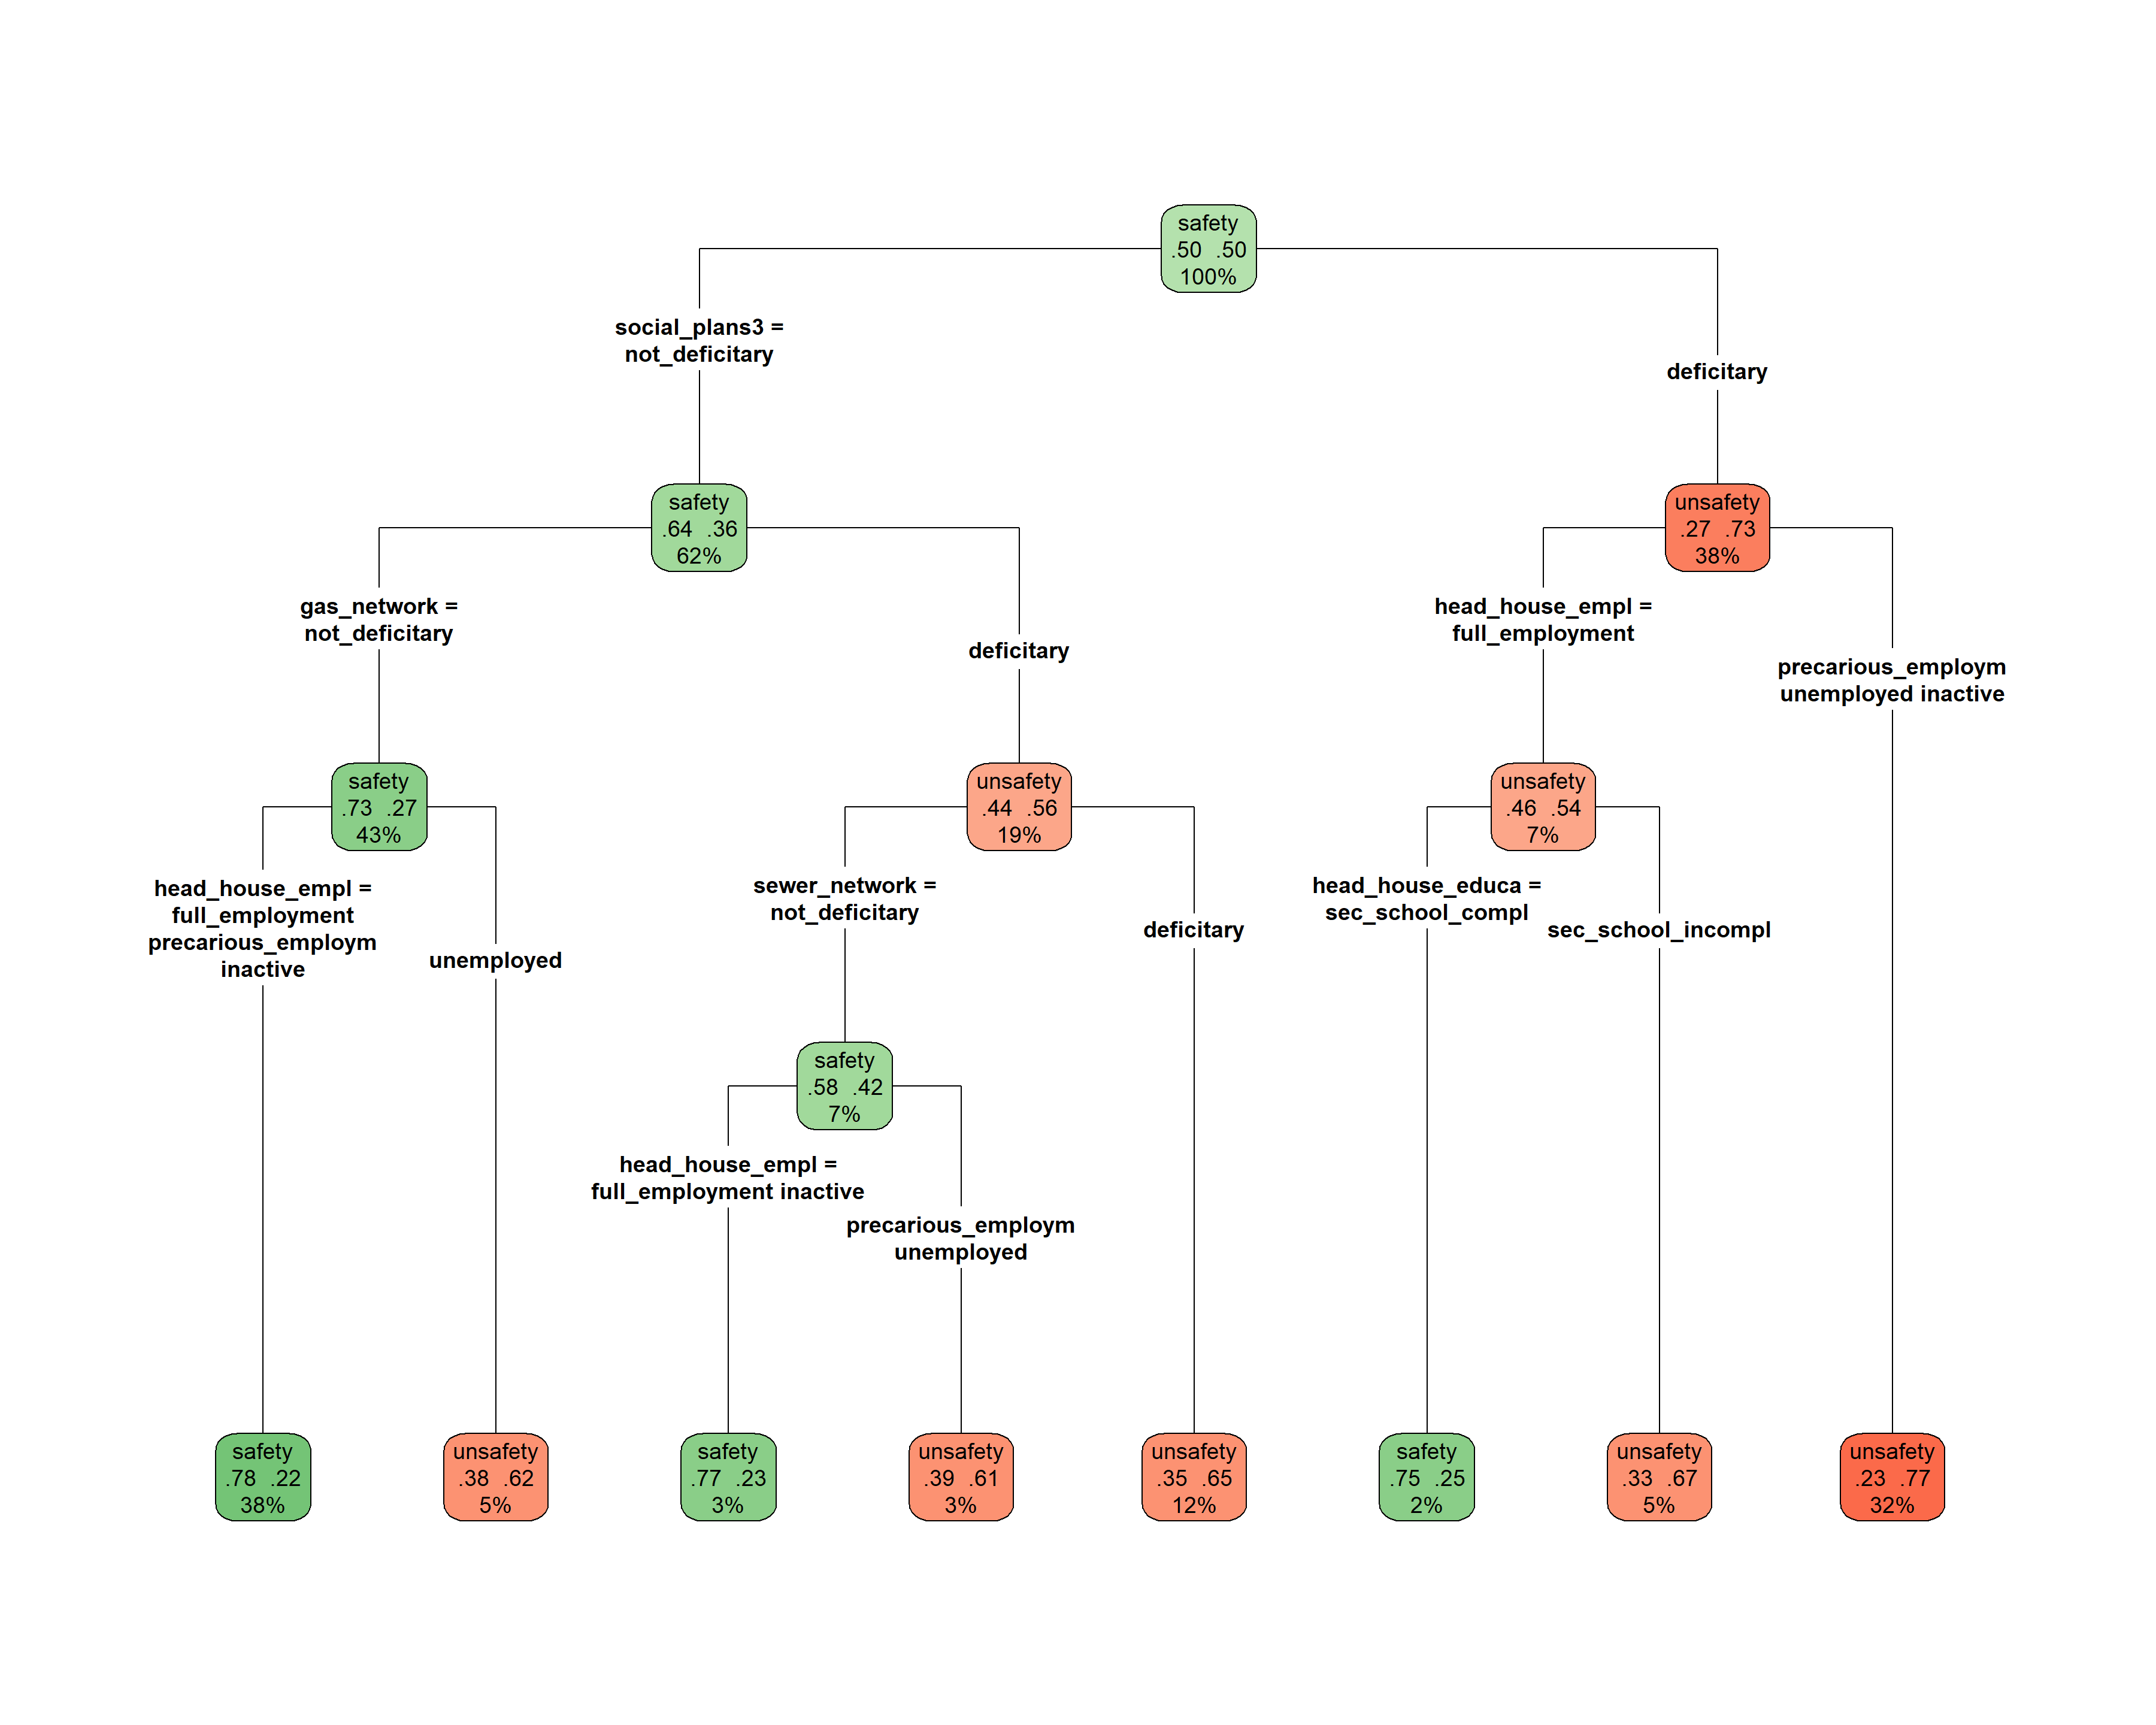 safety
.50 .50
100%
social_plans3 =
not_deficitary
deficitary
safety
.64 .36
62%
unsafety
.27 .73
38%
gas_network =
not_deficitary
deficitary
head_house_empl =
full_employment
precarious_employm
unemployed inactive
safety
.73 .27
43%
unsafety
.44 .56
19%
unsafety
.46 .54
7%
head_house_empl =
full_employment
precarious_employm
inactive
unemployed
sewer_network =
not_deficitary
deficitary
head_house_educa =
sec_school_compl
sec_school_incompl
safety
.58 .42
7%
head_house_empl =
full_employment inactive
precarious_employm
unemployed
safety
.78 .22
38%
unsafety
.38 .62
5%
safety
.77 .23
3%
unsafety
.39 .61
3%
unsafety
.35 .65
12%
safety
.75 .25
2%
unsafety
.33 .67
5%
unsafety
.23 .77
32%